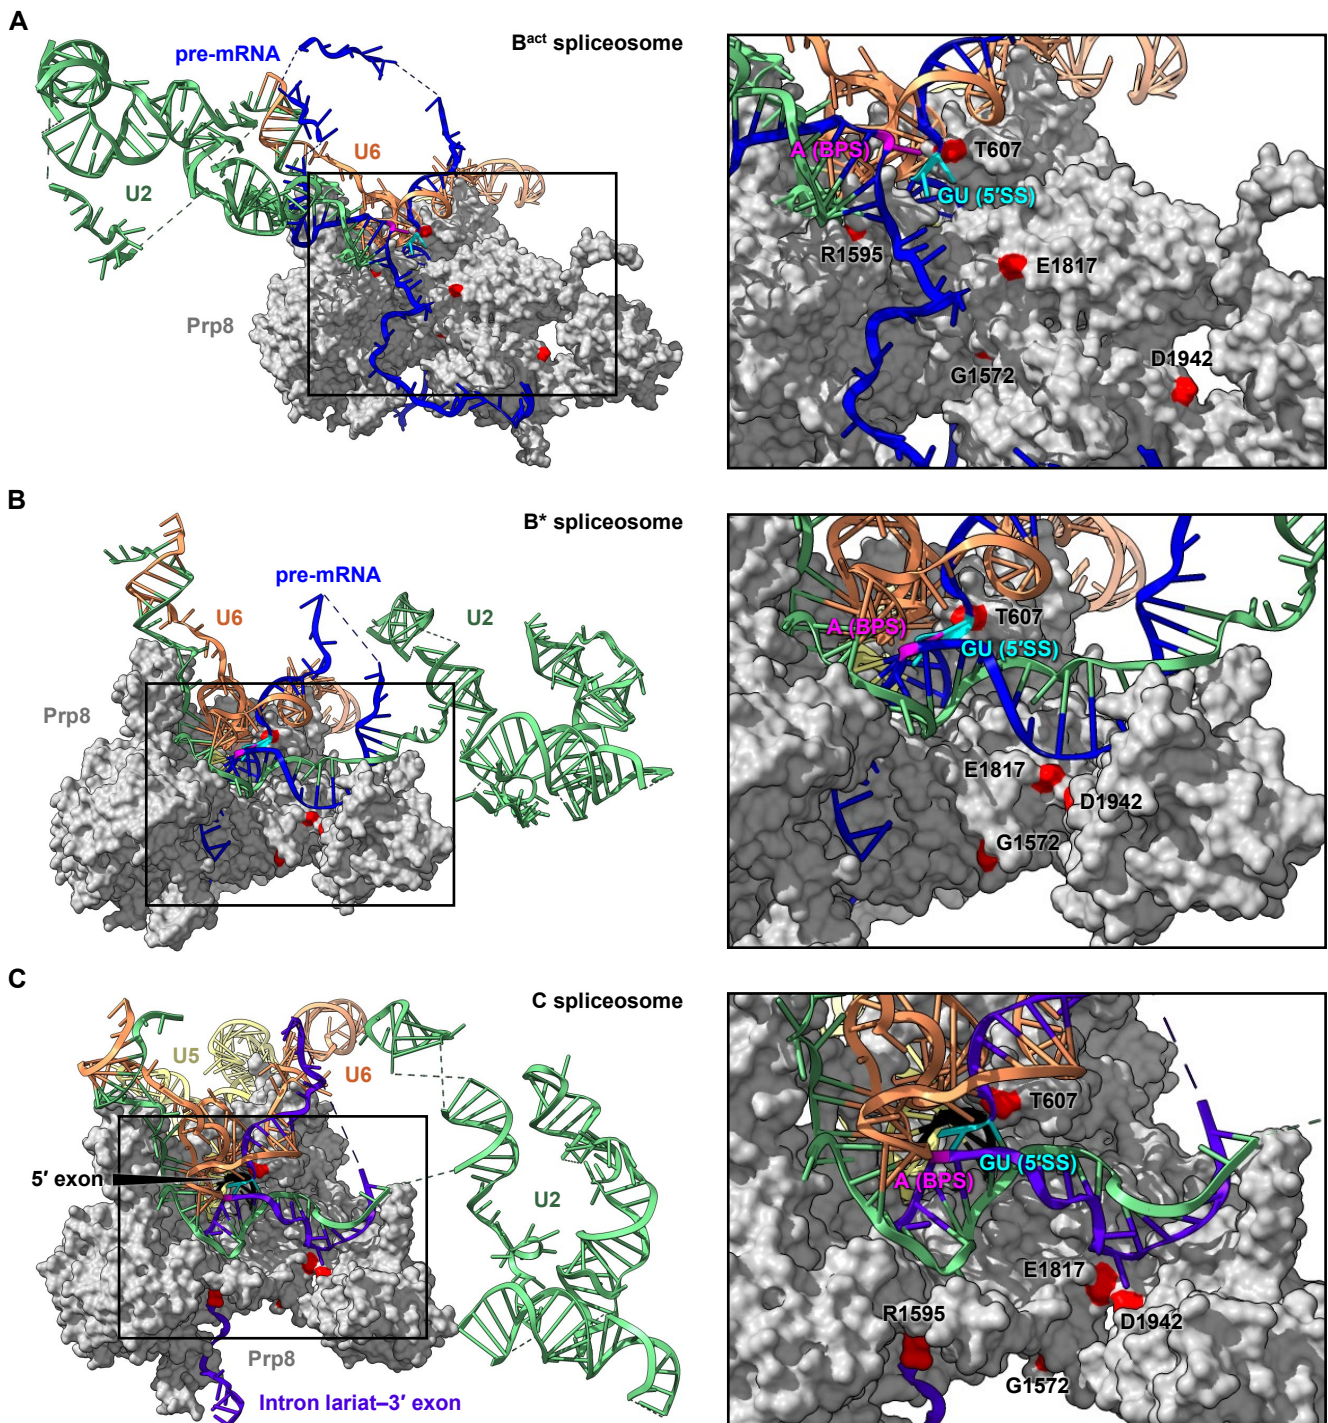 A
pre-mRNA
Bact spliceosome
U6
U2
Prp8
A (BPS)
T607
GU (5′SS)
R1595
E1817
G1572
D1942
B
B* spliceosome
pre-mRNA
U2
U6
Prp8
T607
A (BPS)
GU (5′SS)
E1817
D1942
G1572
C
C spliceosome
U5
U6
5′ exon
U2
Prp8
Intron lariat–3′ exon
T607
GU (5′SS)
A (BPS)
E1817
R1595
D1942
G1572